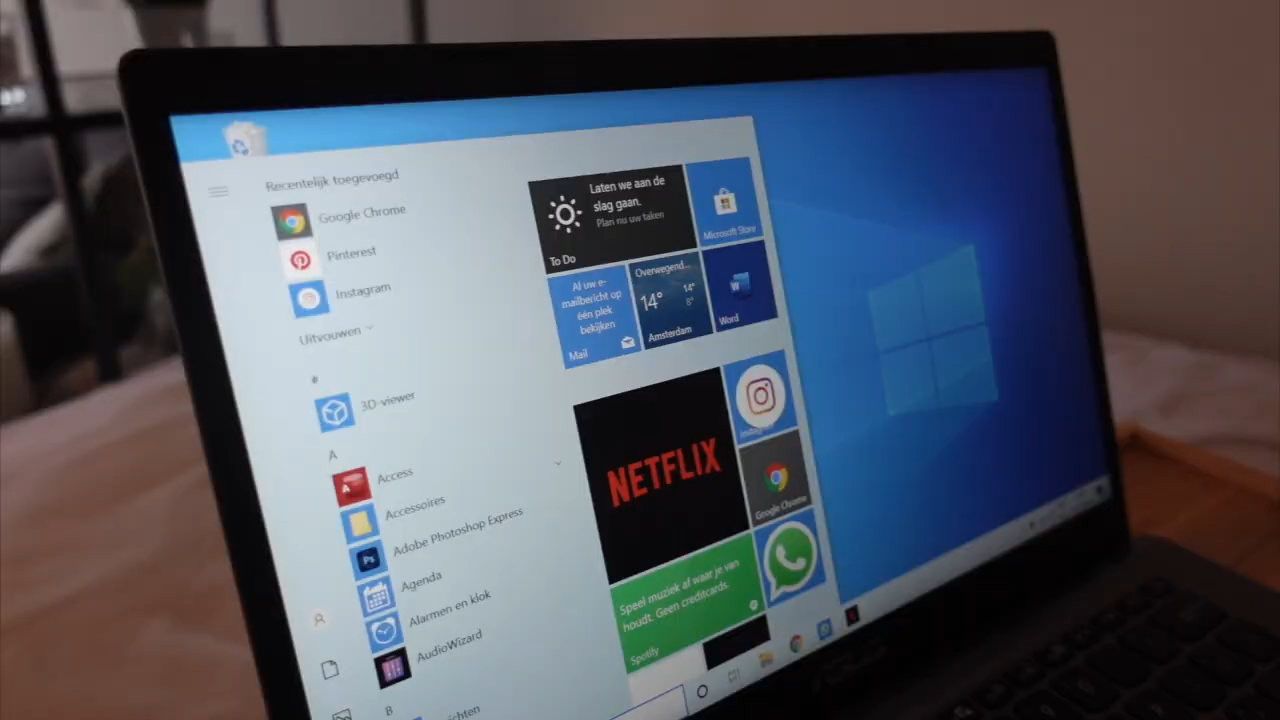 Recentelijk toegevoegd
Google Chrome
Pinterest
Instagram
Uitvouwen
#
3D-viewer
A
Access
Accessoires
Adobe Photoshop Express
Agenda
Alarmen en klok
AudioWizard
B
Laten we aan de
slag gaan.
Plan nu uw taken
To Do
Microsoft Store
Al uw e-
mailbericht op
één plek
bekijken
Mail
Overwegend...
14°
14°
8°
Amsterdam
W
Word
NETFLIX
Google Chrome
Speel muziek af waar je van
houdt. Geen creditcards.
Spotify
A
Ps